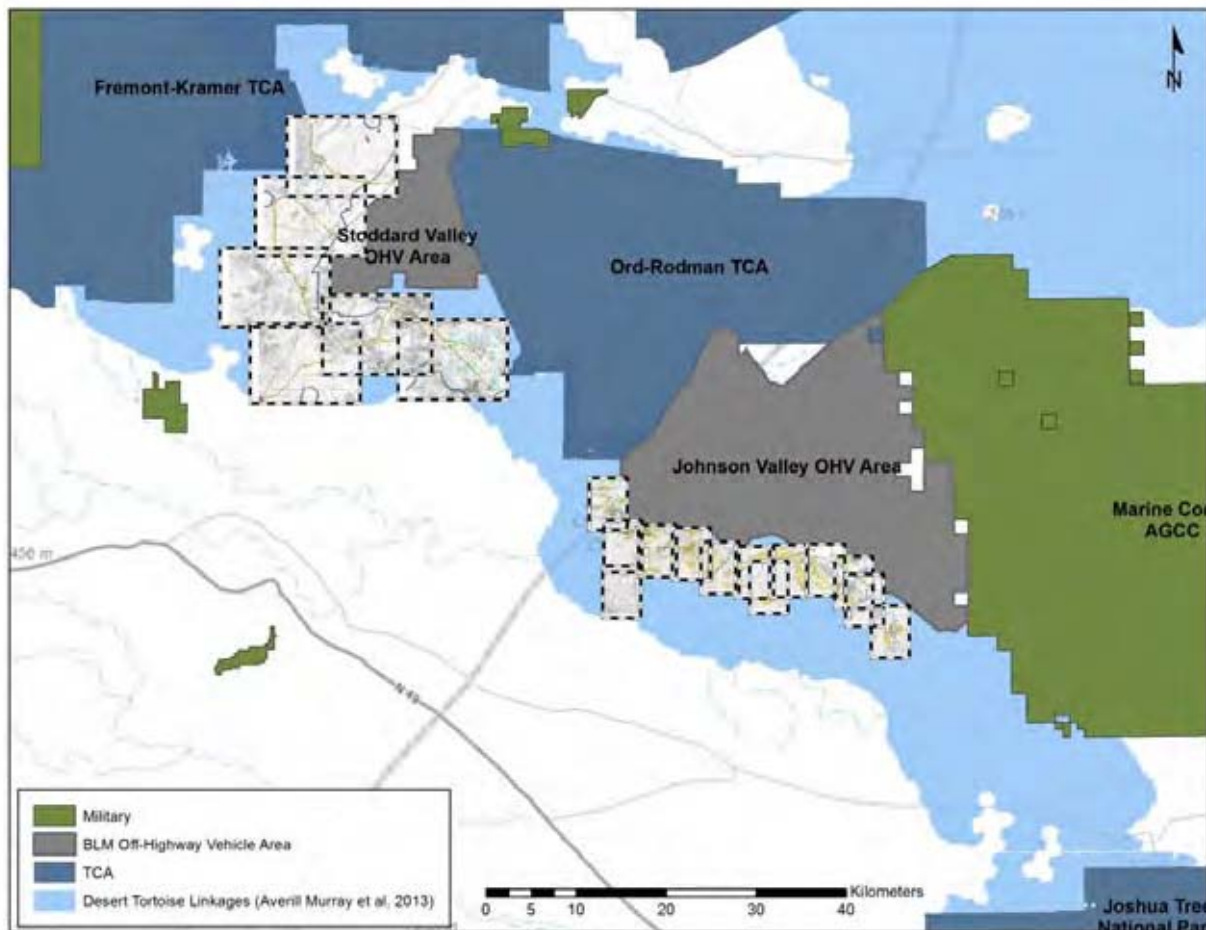 N
Fremont-Kramer TCA
Stoddard Valley
OHV Area
Ord-Rodman TCA
Johnson Valley OHV Area
Marine Co
AGCC
N 49
Military
BLM Off-Highway Vehicle Area
TCA
Desert Tortoise Linkages (Averill Murray et al, 2013)
Kilometers
0 5 10 20 30 40
Joshua Tree
National Par